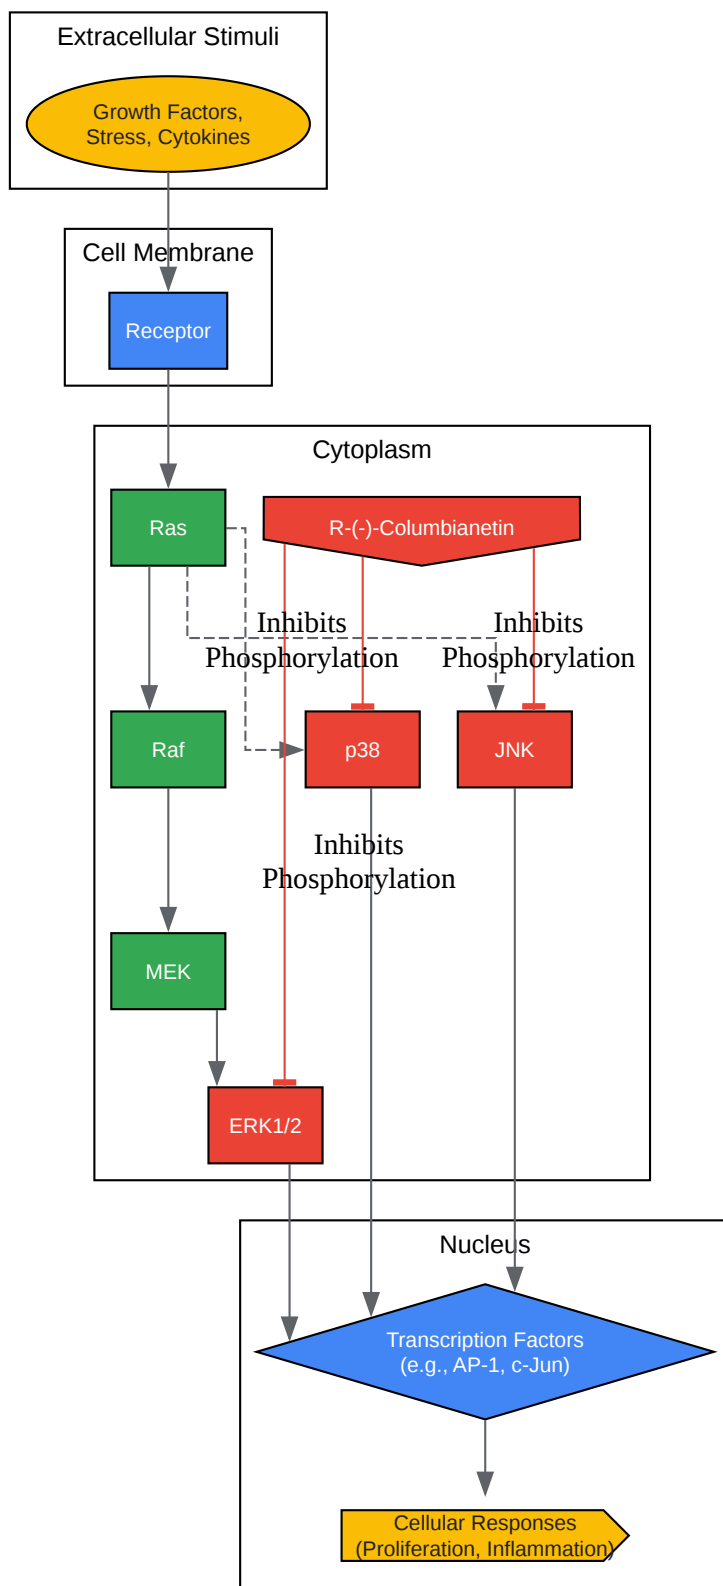 Extracellular Stimuli
Growth Factors,
Stress, Cytokines
Cell Membrane
Receptor
Cytoplasm
Ras
R-(-)-Columbianetin
Inhibits
Phosphorylation
Inhibits
Phosphorylation
Raf
p38
JNK
Inhibits
Phosphorylation
MEK
ERK1/2
Nucleus
Transcription Factors
(e.g., AP-1, c-Jun)
Cellular Responses
(Proliferation, Inflammation)